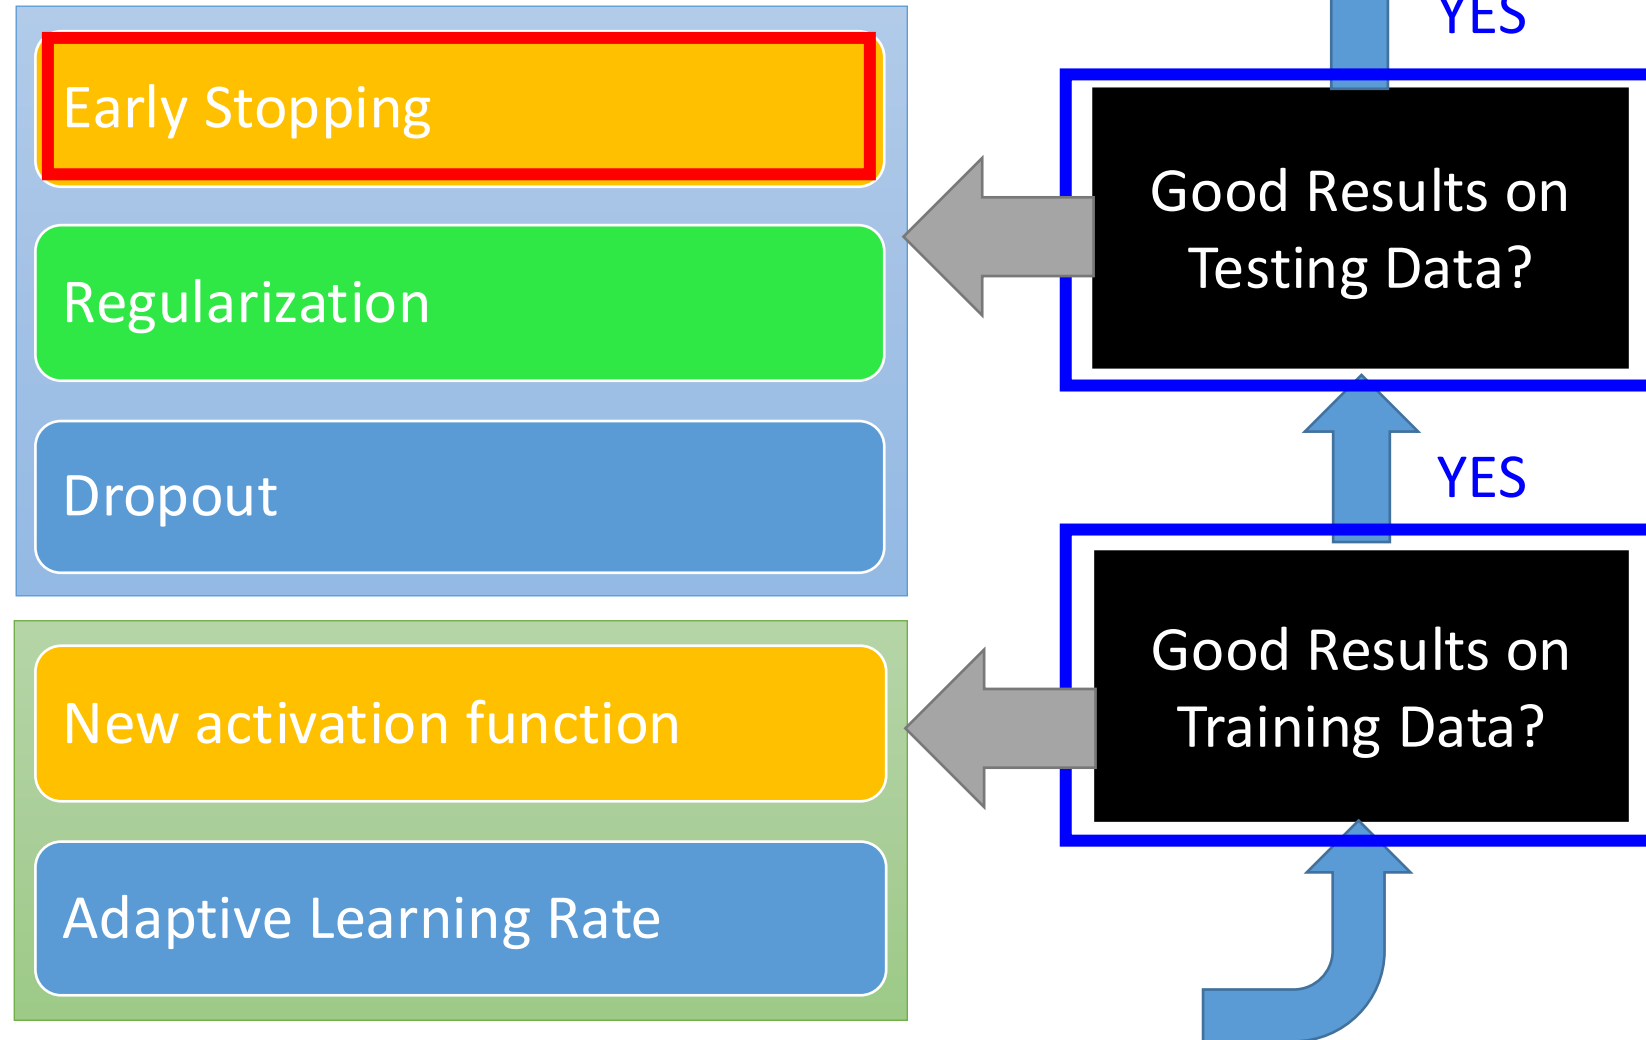 YES
Early Stopping
Good Results on
Testing Data?
Regularization
Dropout
YES
New activation function
Good Results on
Training Data?
Adaptive Learning Rate